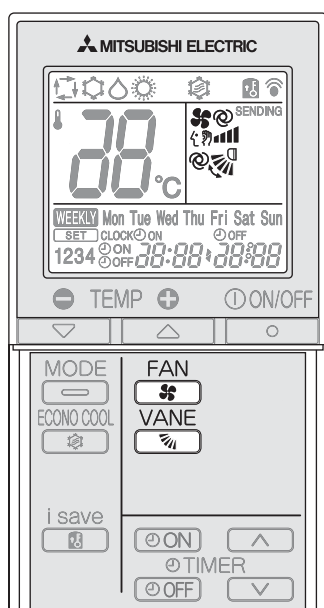 MITSUBISHI ELECTRIC
SENDING
88°C
WEEKLY Mon Tue Wed Thu Fri Sat Sun
SET CLOCK ON OFF
1234 ON OFF 88:88 88:88
TEMP ON/OFF
MODE FAN
ECONO COOL VANE
i save
ON
TIMER
OFF